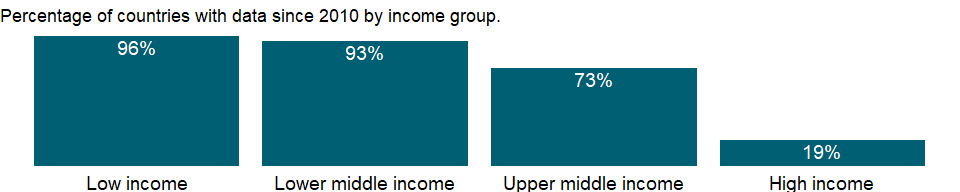 Percentage of countries with data since 2010 by income group.
96%
93%
73%
19%
Low income
Lower middle income
Upper middle income
High income